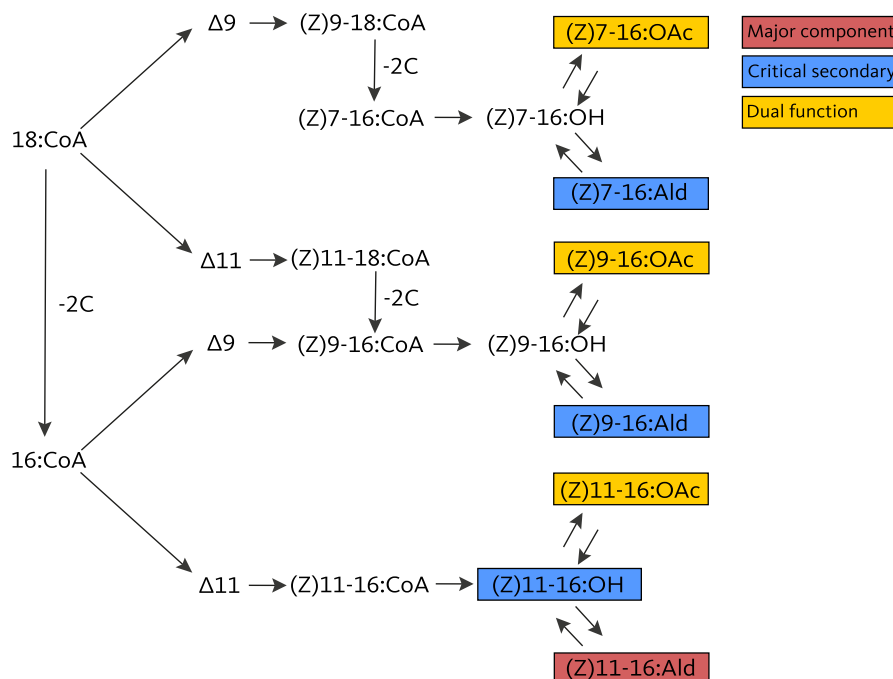 Δ9
(Z)9-18:CoA
(Z)7-16:OAc
Major component
-2C
Critical secondary
Dual function
(Z)7-16:CoA
(Z)7-16:OH
18:CoA
(Z)7-16:Ald
Δ11
(Z)11-18:CoA
(Z)9-16:OAc
-2C
-2C
Δ9
(Z)9-16:CoA
(Z)9-16:OH
(Z)9-16:Ald
16:CoA
(Z)11-16:OAc
Δ11
(Z)11-16:CoA
(Z)11-16:OH
(Z)11-16:Ald